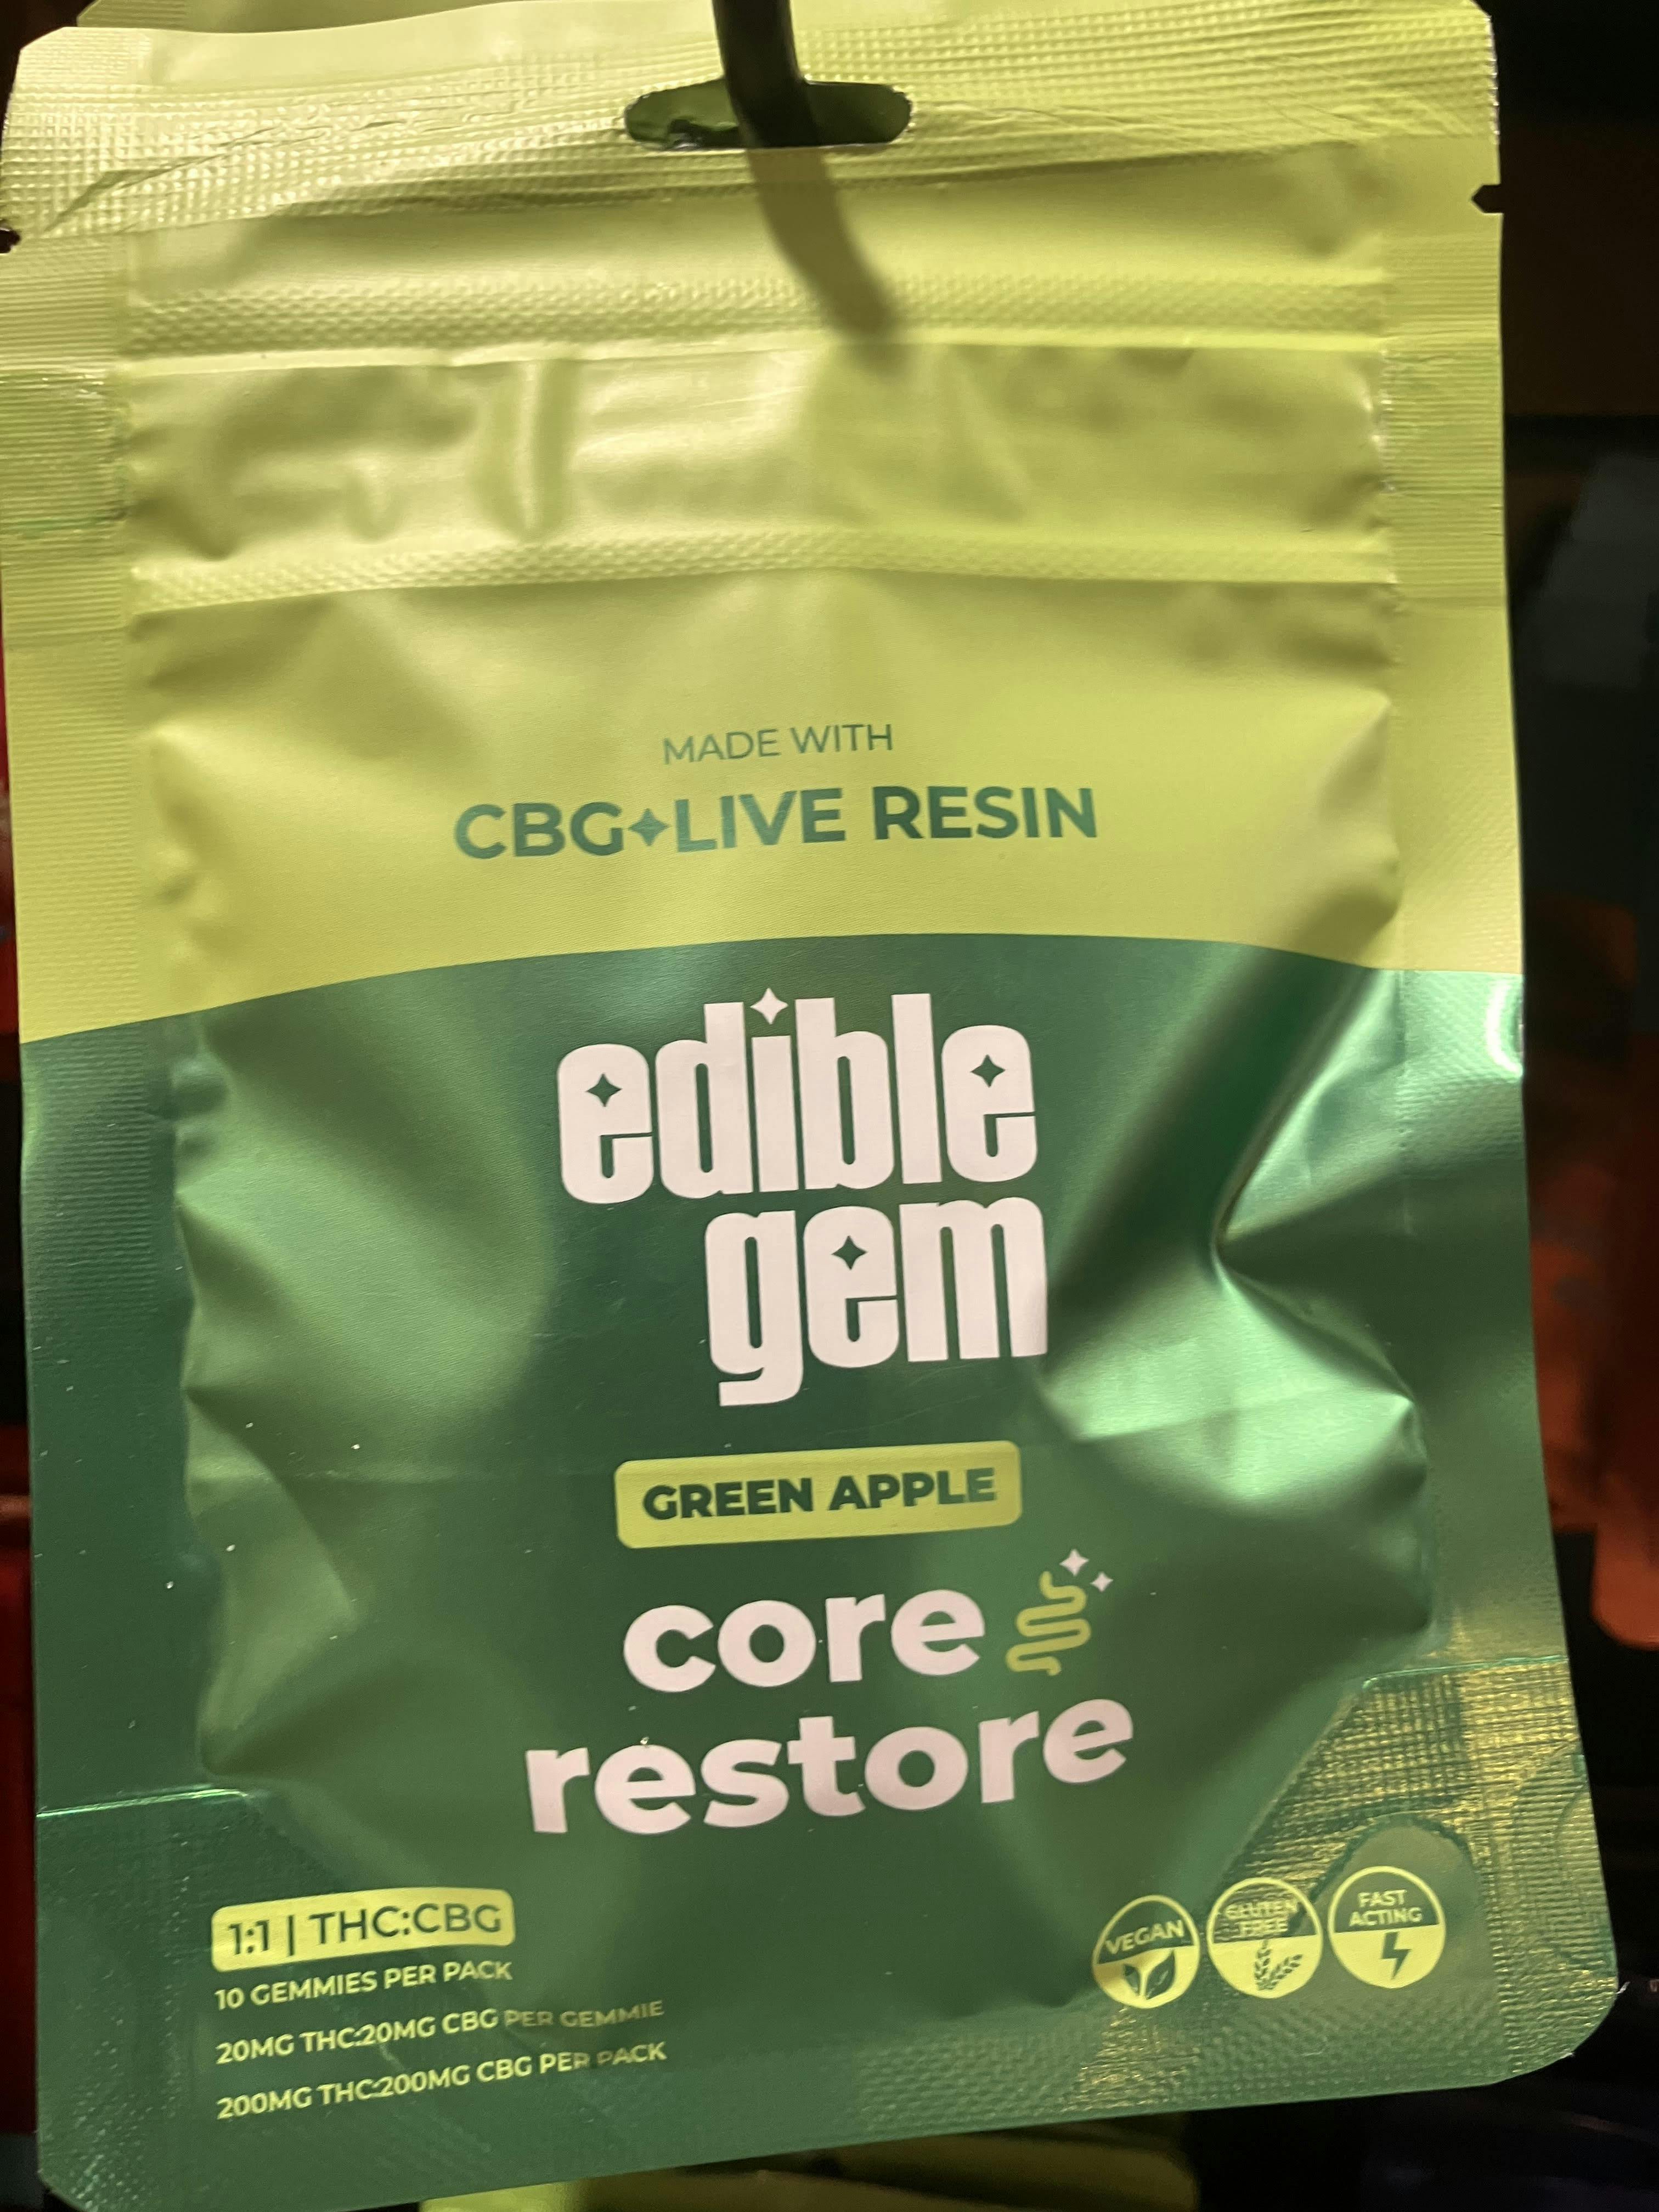 MADE WITH
CBG✦LIVE RESIN
edible
gem
GREEN APPLE
core
restore
1:1 | THC:CBG
10 GEMMIES PER PACK
20MG THC:20MG CBG PER GEMMIE
200MG THC:200MG CBG PER PACK
VEGAN
GLUTEN
FREE
FAST
ACTING